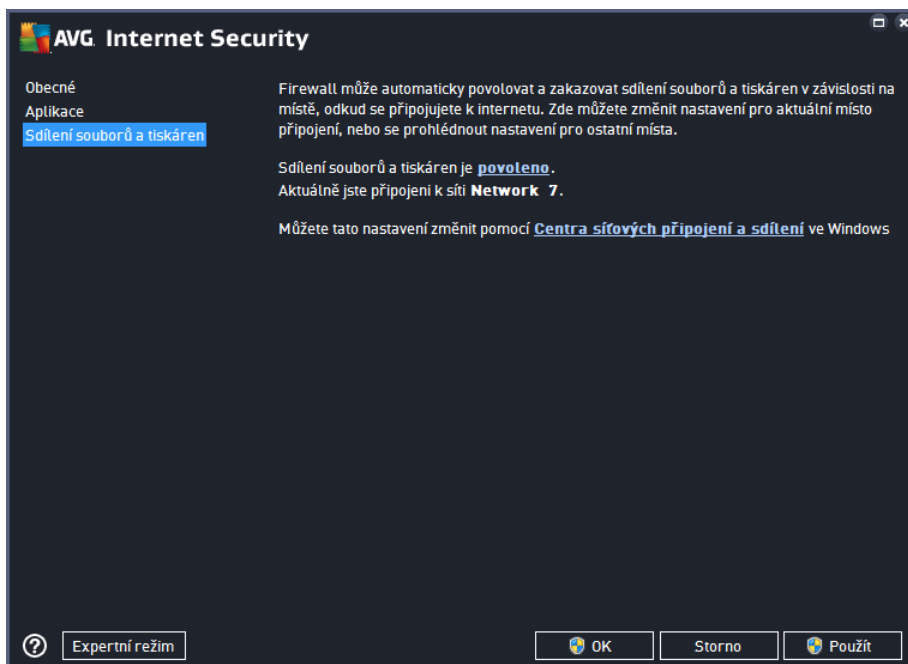 AVG. Internet Security
Obecné
Aplikace
Sdílení souborů a tiskáren
Firewall může automaticky povolovat a zakazovat sdílení souborů a tiskáren v závislosti na
místě, odkud se připojujete k internetu. Zde můžete změnit nastavení pro aktuální místo
připojení, nebo se prohlédnout nastavení pro ostatní místa.
Sdílení souborů a tiskáren je povoleno.
Aktuálně jste připojeni k síti Network 7.
Můžete tato nastavení změnit pomocí Centra síťových připojení a sdílení ve Windows
? Expertní režim
OK
Storno
Použít